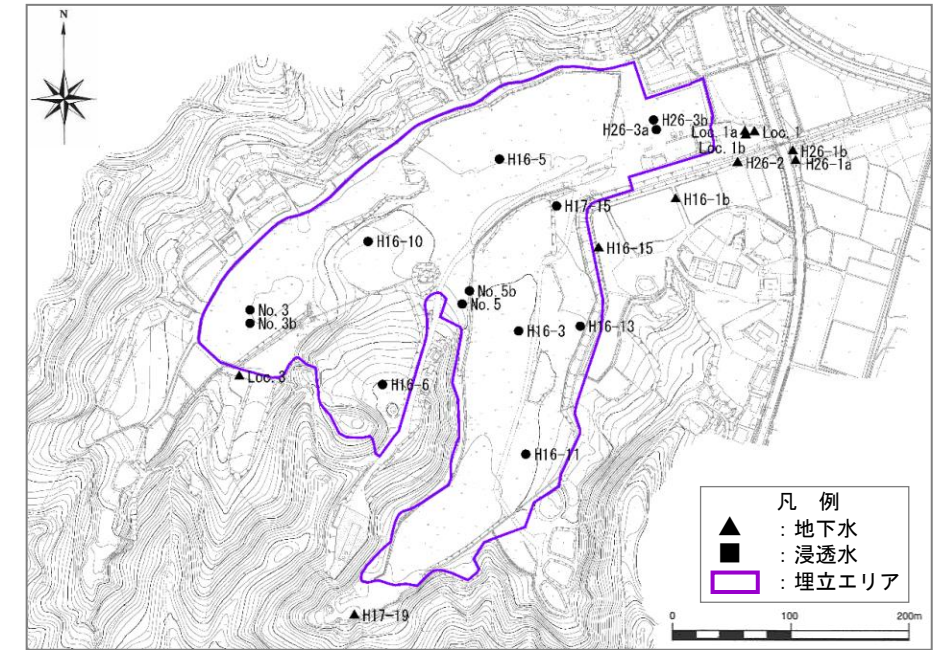 N
H26-3b
H26-3a
Loc. 1a
Loc. 1
Loc. 1b
H26-1b
H26-2
H26-1a
H16-5
H16-1b
H17-15
H16-10
H16-15
No. 5b
No. 5
No. 3
No. 3b
H16-3
H16-13
Loc. 3
H16-6
H16-11
H17-19
凡 例
▲ :地下水
■ :浸透水
:埋立エリア
0 100 200m